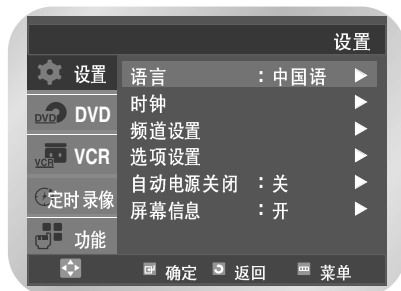 设置
设置
语言 : 中国语 ▶
时钟 ▶
DVD DVD
频道设置 ▶
VCR VCR
选项设置 ▶
自动电源关闭 : 关 ▶
定时录像
屏幕信息 : 开 ▶
功能
确定 返回 菜单